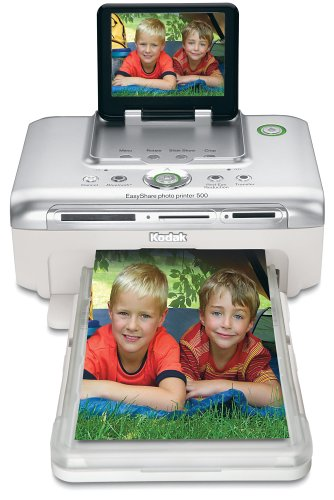 Menu Rotate Slide Show Crop
Cancel Bluetooth Red Eye Reduction Transfer
EasyShare photo printer 500
Kodak